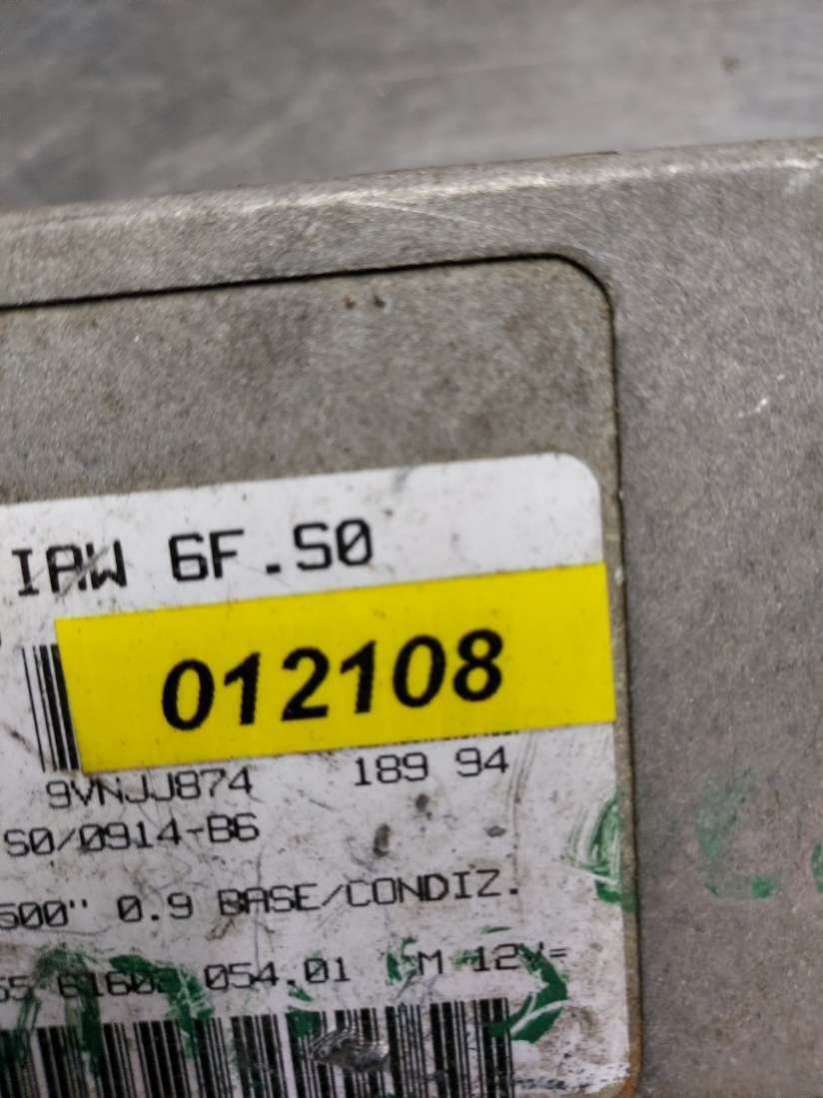 IAW 6F.S0
012108
9VNJJ874 189 94
S0/0914-B6
500" 0.9 BASE/CONDIZ.
054.01 M 12V=